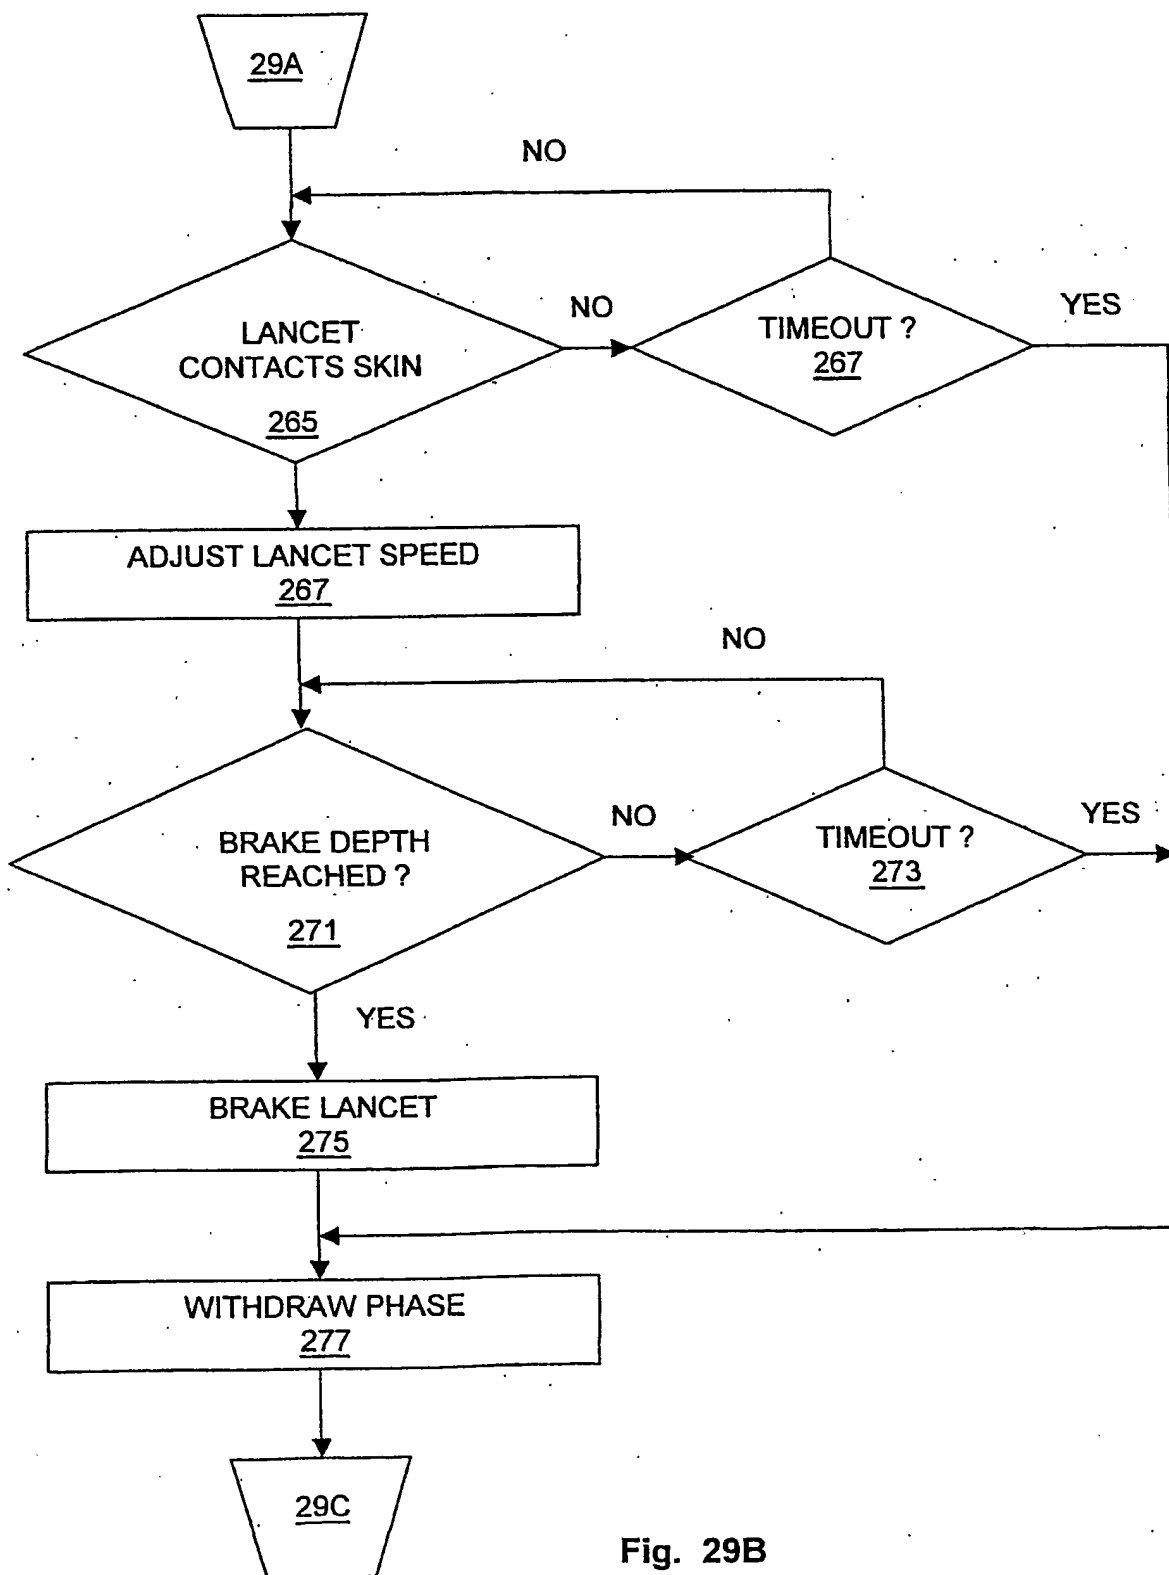 29A
NO
LANCET
CONTACTS SKIN
265
NO
TIMEOUT ?
267
YES
ADJUST LANCET SPEED
267
NO
BRAKE DEPTH
REACHED ?
271
NO
TIMEOUT ?
273
YES
YES
BRAKE LANCET
275
WITHDRAW PHASE
277
29C
Fig. 29B